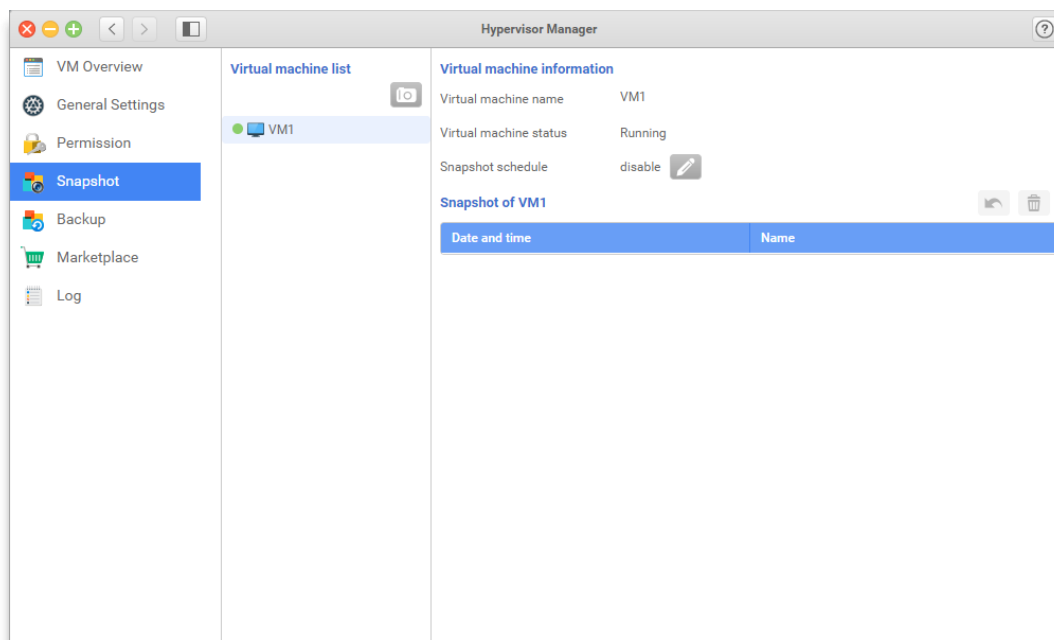 Hypervisor Manager
?
VM Overview
General Settings
Permission
Snapshot
Backup
Marketplace
Log
Virtual machine list
VM1
Virtual machine information
Virtual machine name VM1
Virtual machine status Running
Snapshot schedule disable
Snapshot of VM1
Date and time Name